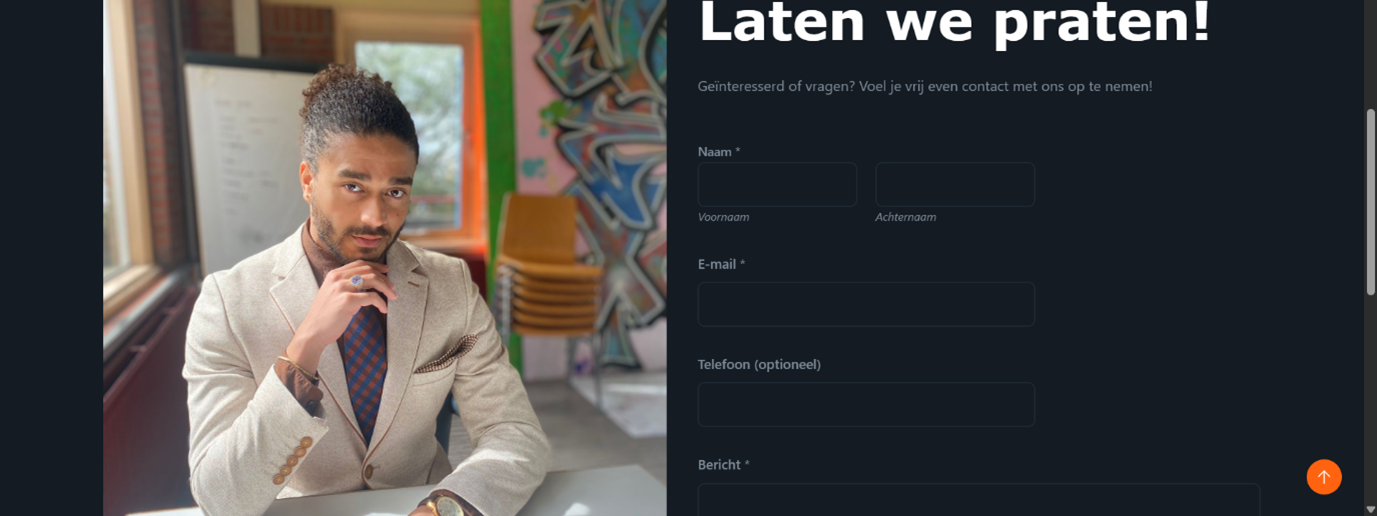 Laten we praten!
Geïnteresserd of vragen? Voel je vrij even contact met ons op te nemen!
Naam *
Voornaam Achternaam
E-mail *
Telefoon (optioneel)
Bericht *